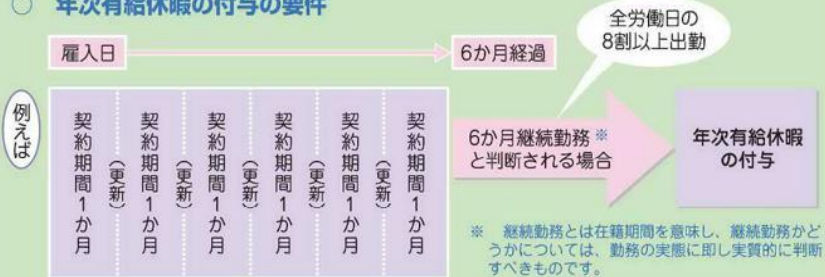 ○ 年次有給休暇の付与の要件
全労働日の
8割以上出勤
雇入日
6か月経過
例えば
契約期間1か月
（更新）
契約期間1か月
（更新）
契約期間1か月
（更新）
契約期間1か月
（更新）
契約期間1か月
（更新）
契約期間1か月
6か月継続勤務※
と判断される場合
年次有給休暇
の付与
※ 継続勤務とは在籍期間を意味し、継続勤務かど
うかについては、勤務の実態に即し実質的に判断
すべきものです。